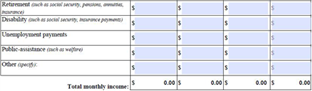 Retirement (such as social security, pensions, annuities, insurance) $ $ $ $
Disability (such as social security, insurance payments) $ $ $ $
Unemployment payments $ $ $ $
Public-assistance (such as welfare) $ $ $ $
Other (specify): $ $ $ $
Total monthly income: $ 0.00 $ 0.00 $ 0.00 $ 0.00